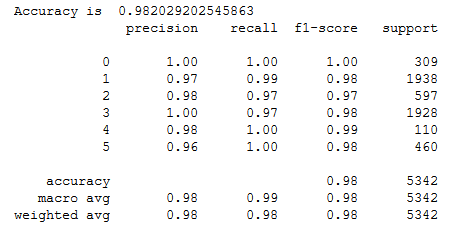 Accuracy is 0.982029202545863
precision recall f1-score support
0 1.00 1.00 1.00 309
1 0.97 0.99 0.98 1938
2 0.98 0.97 0.97 597
3 1.00 0.97 0.98 1928
4 0.98 1.00 0.99 110
5 0.96 1.00 0.98 460
accuracy 0.98 5342
macro avg 0.98 0.99 0.98 5342
weighted avg 0.98 0.98 0.98 5342